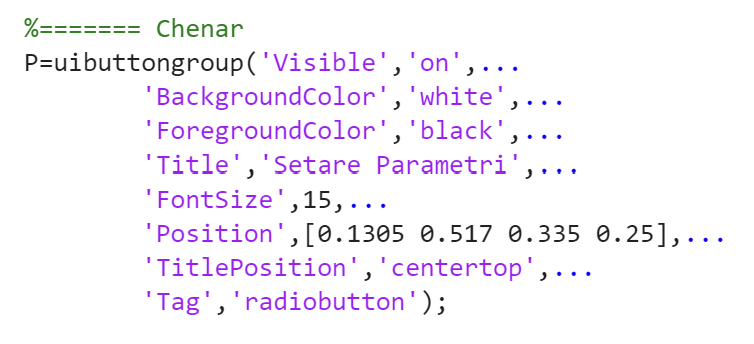 %======= Chenar
P=uibuttongroup('Visible','on',...
'BackgroundColor','white',...
'ForegroundColor','black',...
'Title','Setare Parametri',...
'FontSize',15,...
'Position',[0.1305 0.517 0.335 0.25],...
'TitlePosition','centertop',...
'Tag','radiobutton');